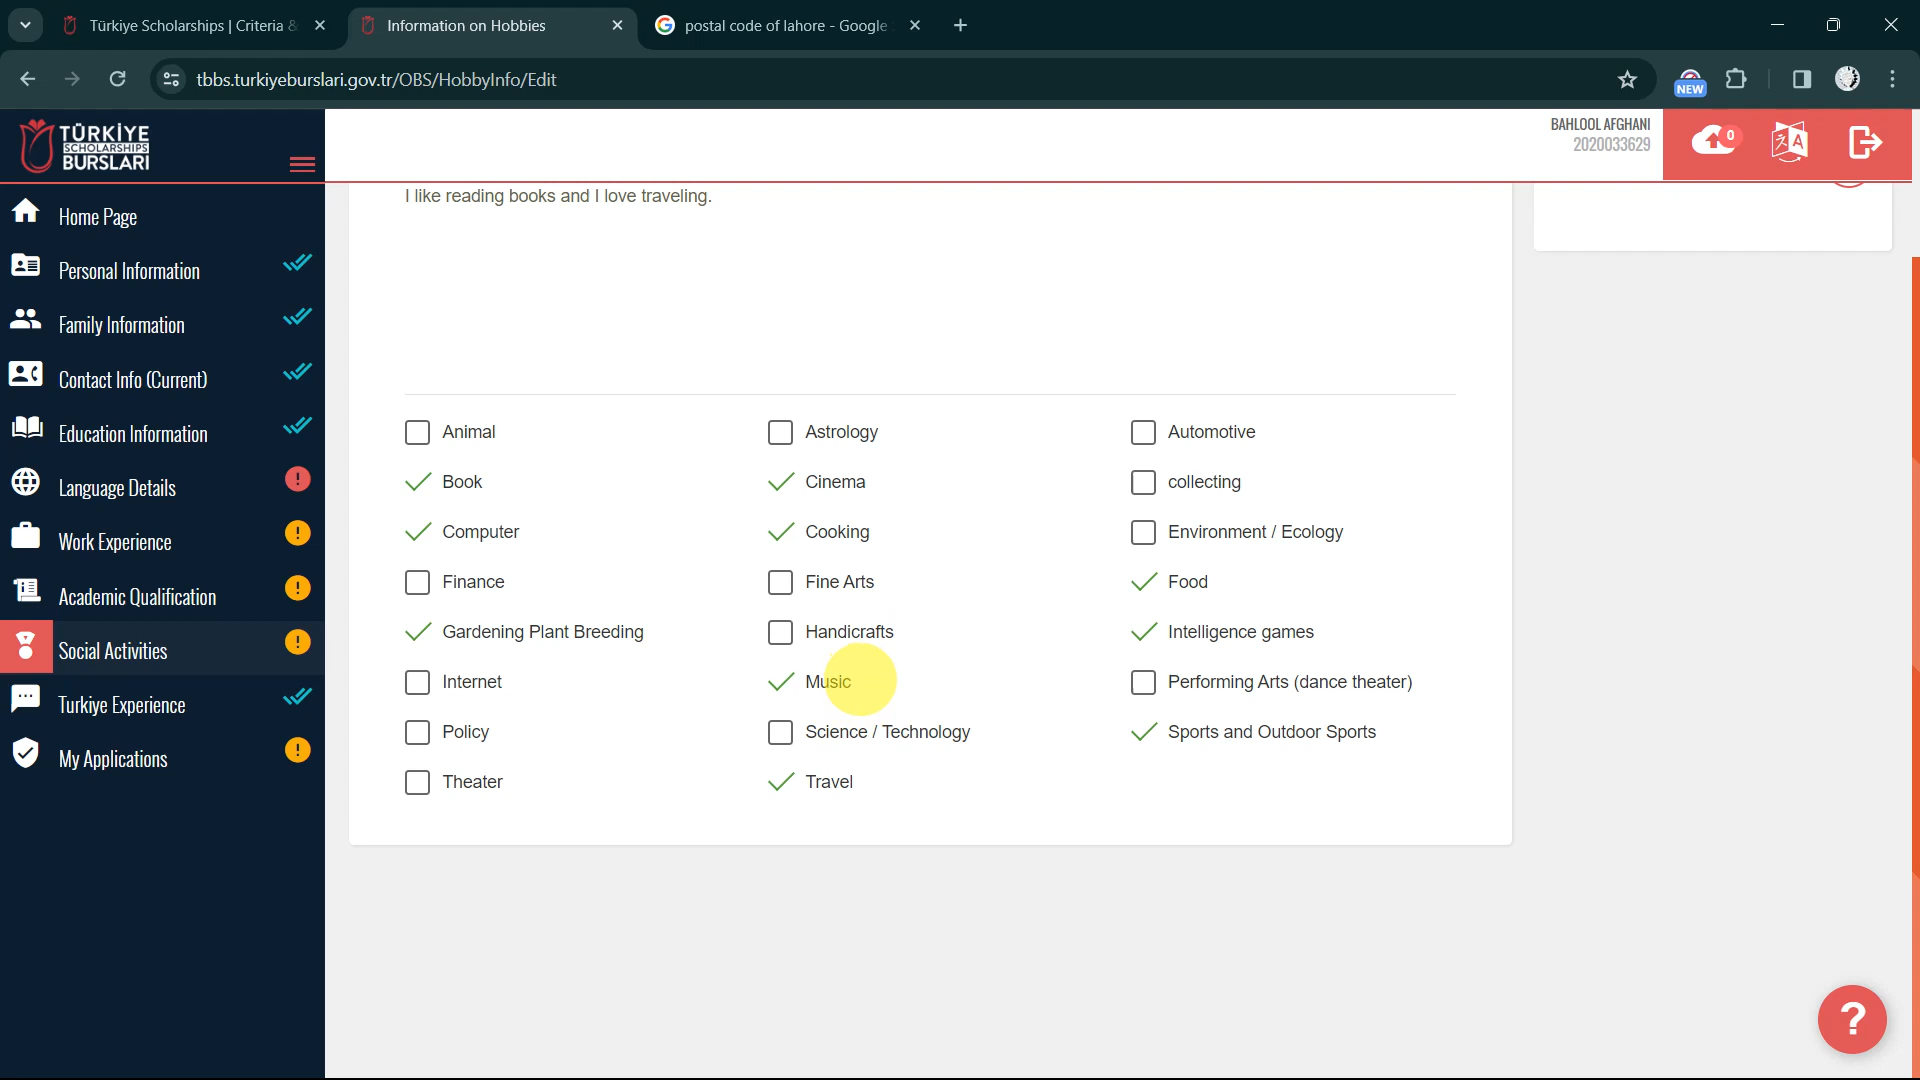 Türkiye Scholarships | Criteria &
Information on Hobbies
postal code of lahore - Google
tbbs.turkiyeburslari.gov.tr/OBS/HobbyInfo/Edit
NEW
TÜRKİYE
SCHOLARSHIPS
BURSLARI
BAHLOOL AFGHANI
2020033629
0
A
Home Page
Personal Information
Family Information
Contact Info (Current)
Education Information
Language Details
!
Work Experience
!
Academic Qualification
!
Social Activities
!
Turkiye Experience
My Applications
!
I like reading books and I love traveling.
Animal
Astrology
Automotive
Book
Cinema
collecting
Computer
Cooking
Environment / Ecology
Finance
Fine Arts
Food
Gardening Plant Breeding
Handicrafts
Intelligence games
Internet
Music
Performing Arts (dance theater)
Policy
Science / Technology
Sports and Outdoor Sports
Theater
Travel
?